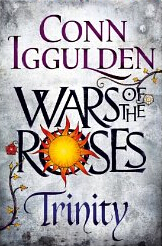 CONN
IGGULDEN
WARS OF
THE
ROSES
Trinity